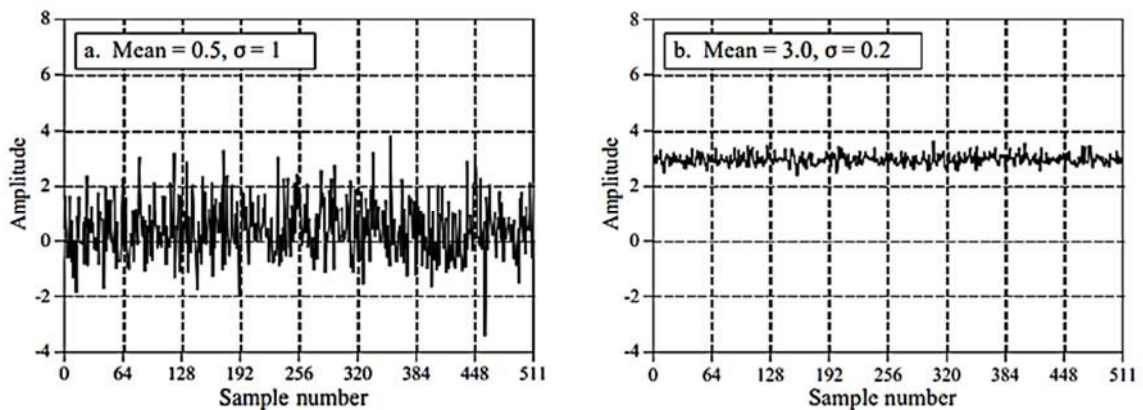 a. Mean = 0.5, σ = 1
Amplitude
8
6
4
2
0
-2
-4
0 64 128 192 256 320 384 448 511
Sample number
b. Mean = 3.0, σ = 0.2
Amplitude
8
6
4
2
0
-2
-4
0 64 128 192 256 320 384 448 511
Sample number